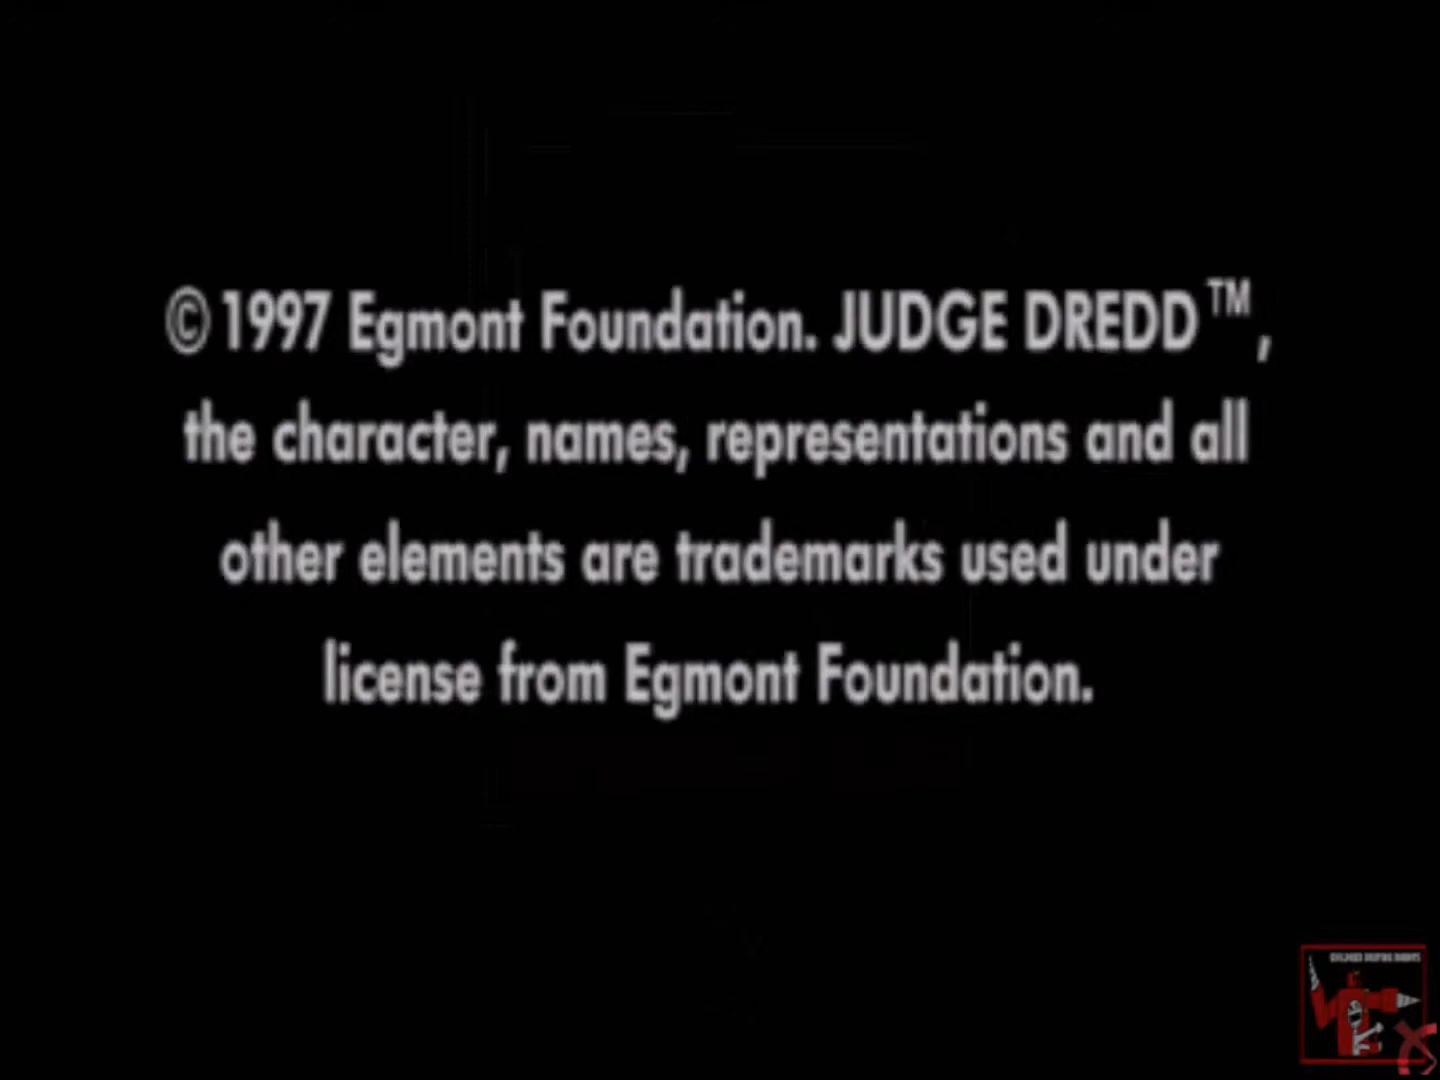 © 1997 Egmont Foundation. JUDGE DREDD™,
the character, names, representations and all
other elements are trademarks used under
license from Egmont Foundation.